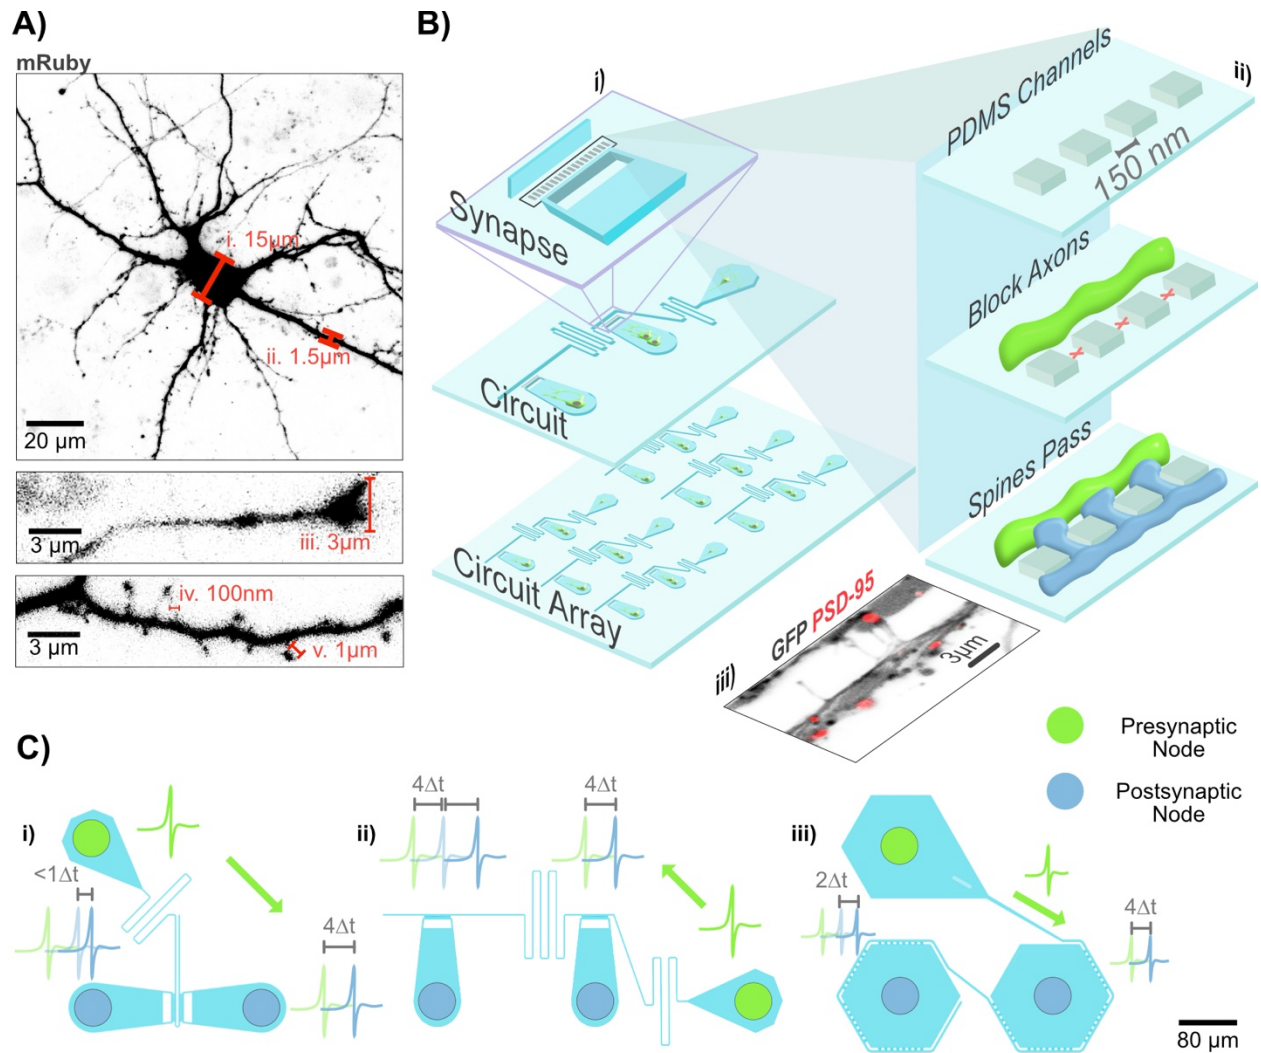 A)
mRuby
i. 15µm
ii. 1.5µm
20 µm
3 µm
iii. 3µm
iv. 100nm
3 µm
v. 1µm
B)
i)
Synapse
Circuit
Circuit Array
ii)
PDMS Channels
150 nm
Block Axons
Spines Pass
iii)
GFP PSD-95
3µm
Presynaptic
Node
Postsynaptic
Node
C)
i)
<1Δt
4Δt
ii)
4Δt
4Δt
iii)
2Δt
4Δt
80 µm